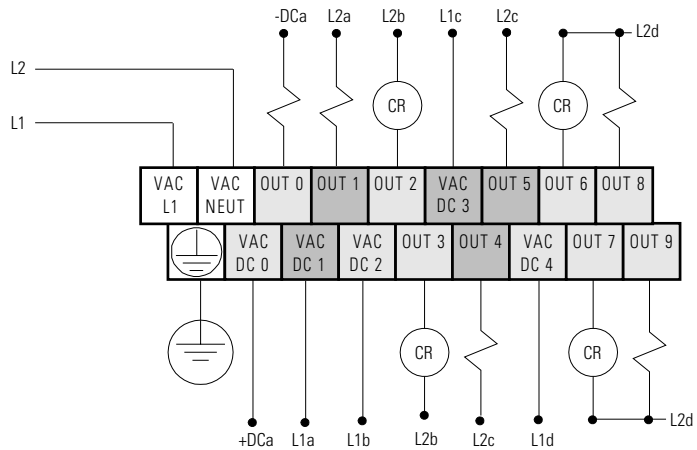 -DCa L2a L2b L1c L2c
L2d
L2
CR CR
L1
VAC L1 VAC NEUT OUT 0 OUT 1 OUT 2 VAC DC 3 OUT 5 OUT 6 OUT 8
VAC DC 0 VAC DC 1 VAC DC 2 OUT 3 OUT 4 VAC DC 4 OUT 7 OUT 9
CR CR
L2d
+DCa L1a L1b L2b L2c L1d